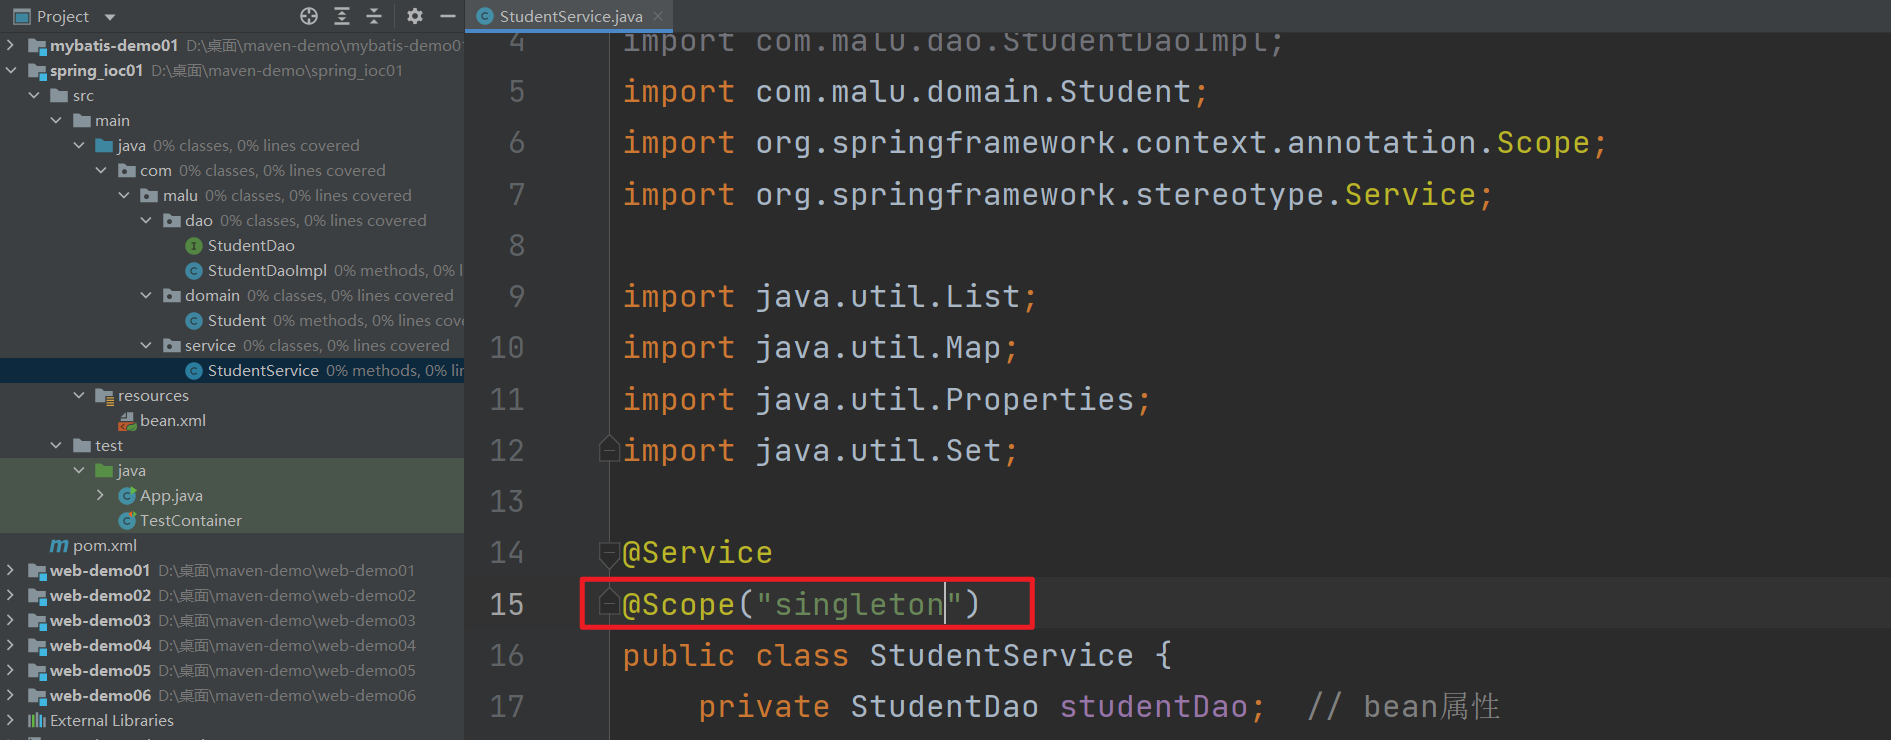 Project
mybatis-demo01 D:\桌面\maven-demo\mybatis-demo0
spring_ioc01 D:\桌面\maven-demo\spring_ioc01
src
main
java 0% classes, 0% lines covered
com 0% classes, 0% lines covered
malu 0% classes, 0% lines covered
dao 0% classes, 0% lines covered
StudentDao
StudentDaoImpl 0% methods, 0% l
domain 0% classes, 0% lines covered
Student 0% methods, 0% lines cove
service 0% classes, 0% lines covered
StudentService 0% methods, 0% lin
resources
bean.xml
test
java
App.java
TestContainer
pom.xml
web-demo01 D:\桌面\maven-demo\web-demo01
web-demo02 D:\桌面\maven-demo\web-demo02
web-demo03 D:\桌面\maven-demo\web-demo03
web-demo04 D:\桌面\maven-demo\web-demo04
web-demo05 D:\桌面\maven-demo\web-demo05
web-demo06 D:\桌面\maven-demo\web-demo06
External Libraries
StudentService.java
4 import com.malu.dao.StudentDaoImpl;
5 import com.malu.domain.Student;
6 import org.springframework.context.annotation.Scope;
7 import org.springframework.stereotype.Service;
8
9 import java.util.List;
10 import java.util.Map;
11 import java.util.Properties;
12 import java.util.Set;
13
14 @Service
15 @Scope("singleton")
16 public class StudentService {
17 private StudentDao studentDao; // bean属性